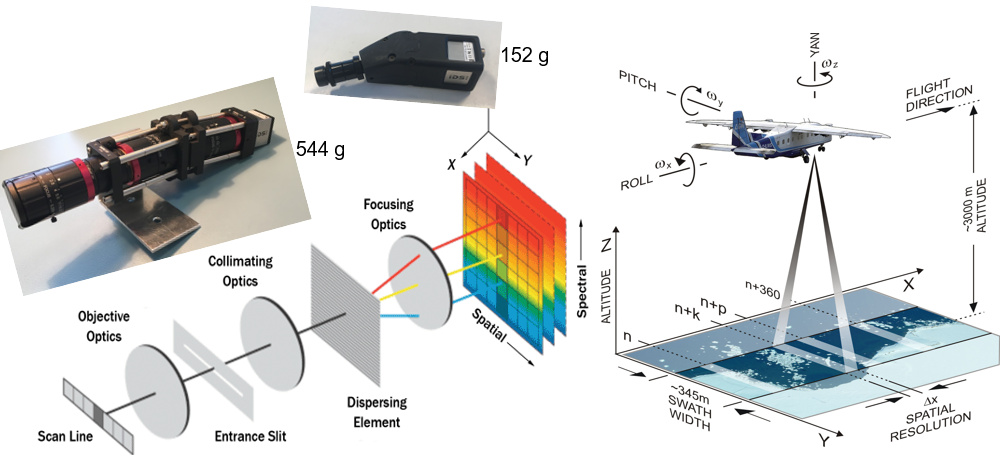 152 g
544 g
X
Y
Focusing
Optics
Collimating
Optics
Objective
Optics
Scan Line
Entrance Slit
Dispersing
Element
Spatial
Spectral
YAW
ωz
PITCH
ωy
ROLL
ωx
FLIGHT
DIRECTION
~3000 m
ALTITUDE
Z
ALTITUDE
X
n+360
n+p
n+k
n
~345m
SWATH
WIDTH
Y
Δx
SPATIAL
RESOLUTION